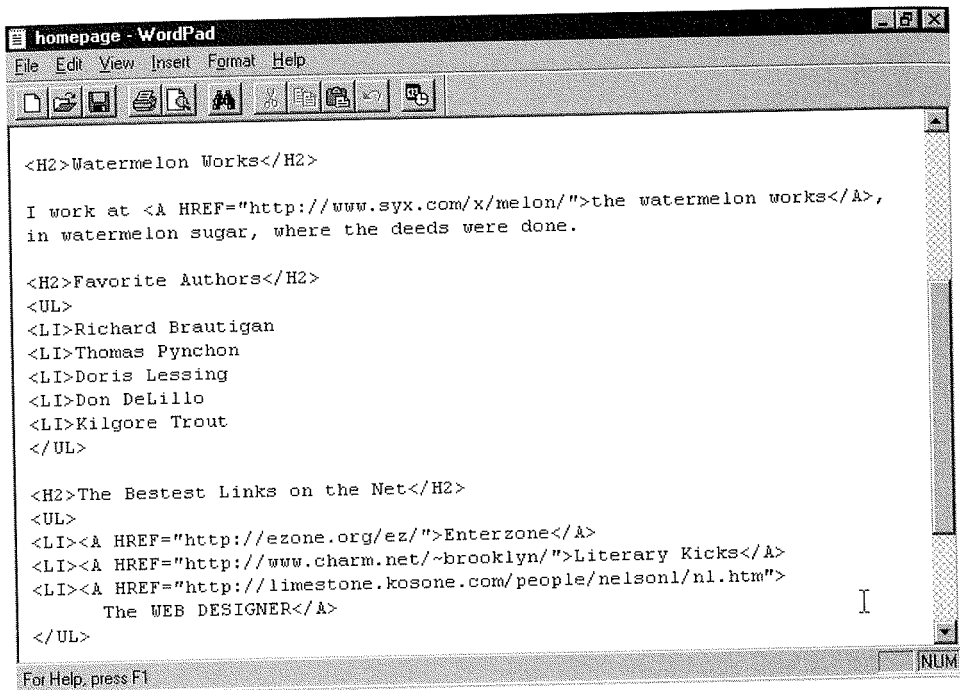 homepage - WordPad
File Edit View Insert Format Help
<H2>Watermelon Works</H2>
I work at <A HREF="http://www.syx.com/x/melon/">the watermelon works</A>,
in watermelon sugar, where the deeds were done.
<H2>Favorite Authors</H2>
<UL>
<LI>Richard Brautigan
<LI>Thomas Pynchon
<LI>Doris Lessing
<LI>Don DeLillo
<LI>Kilgore Trout
</UL>
<H2>The Bestest Links on the Net</H2>
<UL>
<LI><A HREF="http://ezone.org/ez/">Enterzone</A>
<LI><A HREF="http://www.charm.net/~brooklyn/">Literary Kicks</A>
<LI><A HREF="http://limestone.kosone.com/people/nelsonl/nl.htm">
The WEB DESIGNER</A>
</UL>
For Help, press F1
NUM